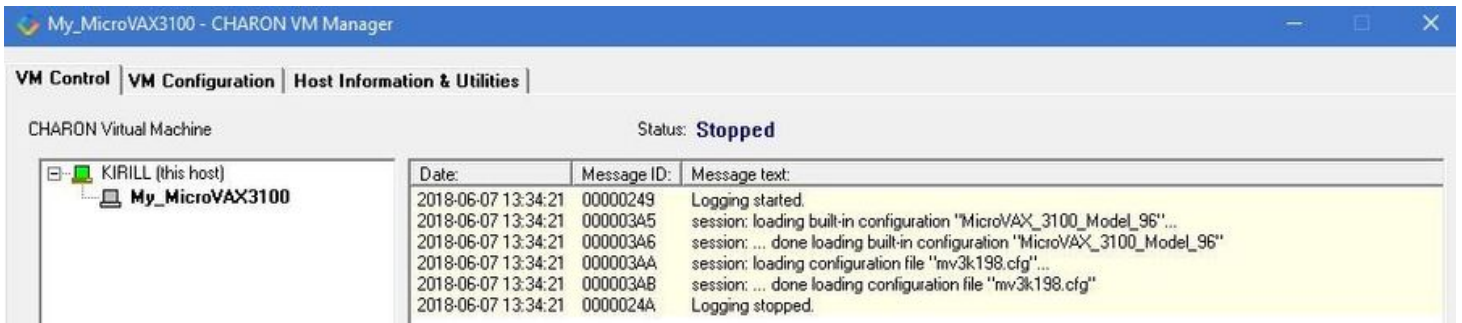 My_MicroVAX3100 - CHARON VM Manager
VM Control VM Configuration Host Information & Utilities
CHARON Virtual Machine Status: Stopped
KIRILL (this host)
My_MicroVAX3100
Date: Message ID: Message text:
2018-06-07 13:34:21 00000249 Logging started.
2018-06-07 13:34:21 000003A5 session: loading built-in configuration "MicroVAX_3100_Model_96"...
2018-06-07 13:34:21 000003A6 session: ... done loading built-in configuration "MicroVAX_3100_Model_96"
2018-06-07 13:34:21 000003AA session: loading configuration file "mv3k198.cfg"...
2018-06-07 13:34:21 000003AB session: ... done loading configuration file "mv3k198.cfg"
2018-06-07 13:34:21 0000024A Logging stopped.